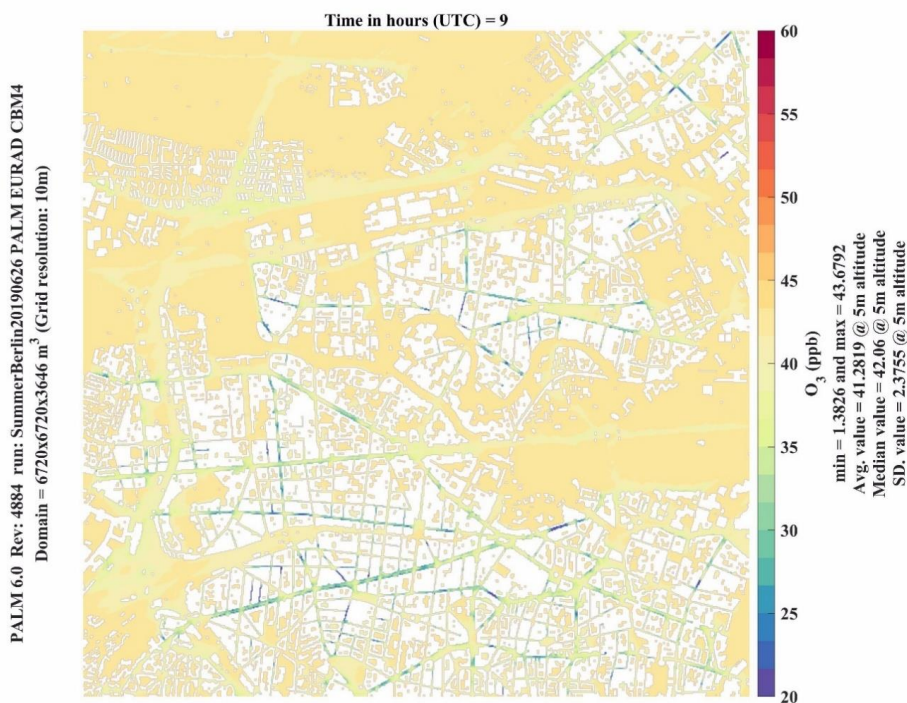 Time in hours (UTC) = 9
PALM 6.0 Rev: 4884 run: SummerBerlin20190626 PALM EURAD CBM4
Domain = 6720x6720x3646 m³ (Grid resolution: 10m)
60
55
50
45
40
35
30
25
20
O₃ (ppb)
min = 1.3826 and max = 43.6792
Avg. value = 41.2819 @ 5m altitude
Median value = 42.06 @ 5 m altitude
SD. value = 2.3755 @ 5m altitude